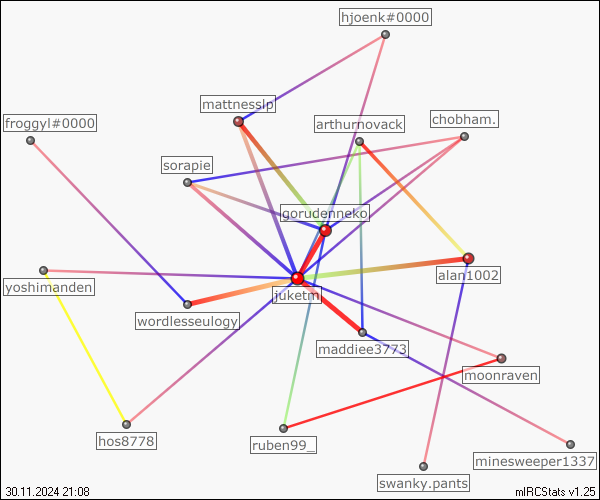 hjoenk#0000
mattnesslp
froggyl#0000
arthurnovack
chobham.
sorapie
gorudenneko
alan1002
yoshimanden
juketm
wordlesseulogy
maddiee3773
moonraven
hos8778
ruben99_
minesweeper1337
swanky.pants
30.11.2024 21:08
mIRCStats v1.25